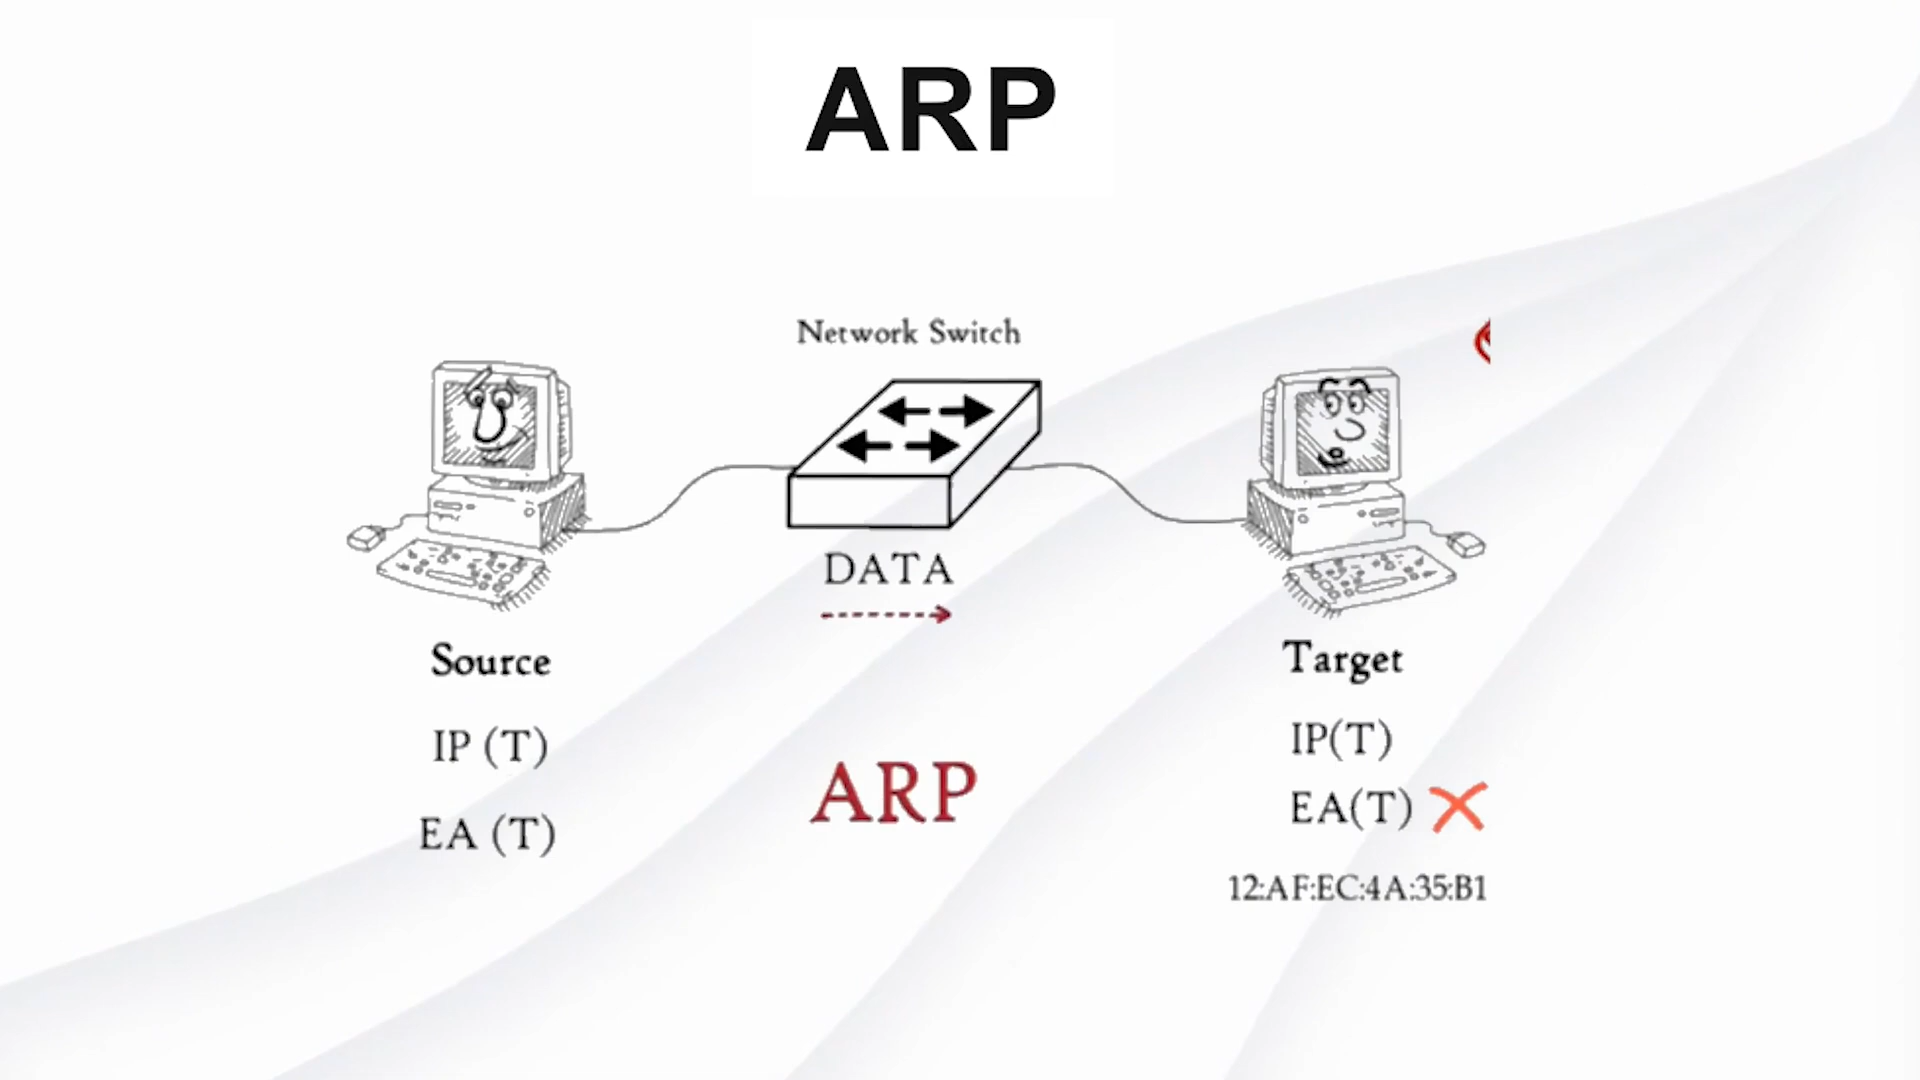 ARP
Network Switch
DATA
Source
Target
IP (T)
IP(T)
ARP
EA (T)
EA(T)
12:AF:EC:4A:35:B1